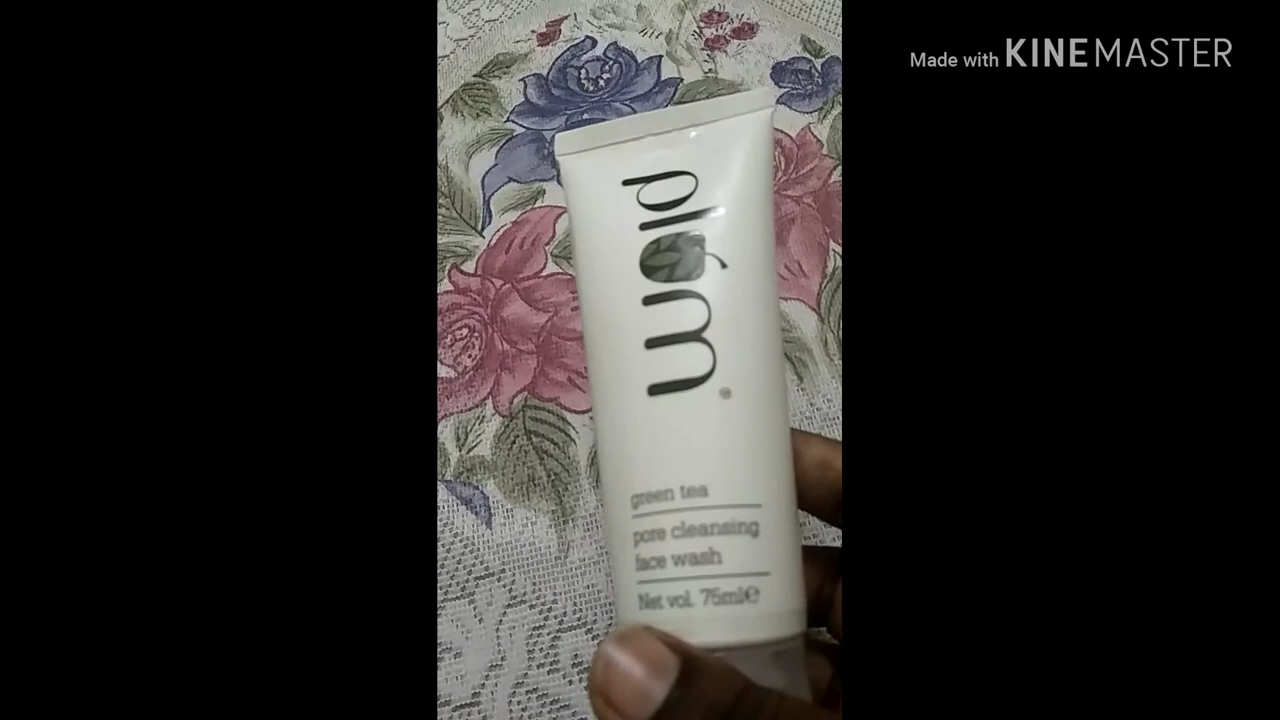 Made with KINEMASTER
plum®
green tea
pore cleansing
face wash
Net vol. 75ml℮